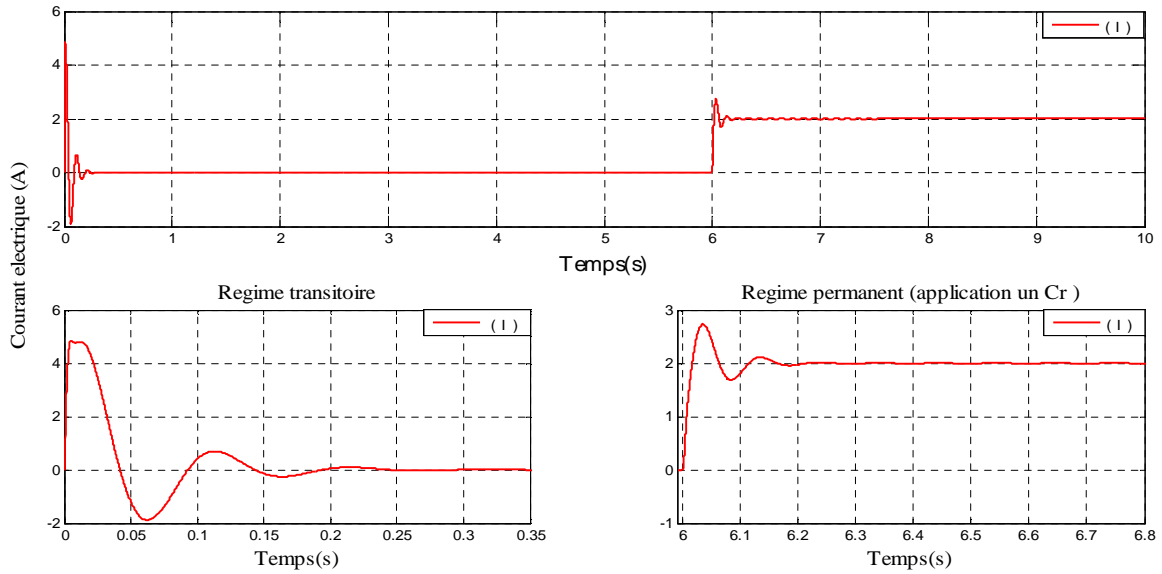 6
4
2
0
-2
( I )
0 1 2 3 4 5 6 7 8 9 10
Temps(s)
Courant electrique (A)
Regime transitoire
6
4
2
0
-2
( I )
0 0.05 0.1 0.15 0.2 0.25 0.3 0.35
Temps(s)
Regime permanent (application un Cr )
3
2
1
0
-1
( I )
6 6.1 6.2 6.3 6.4 6.5 6.6 6.7 6.8
Temps(s)